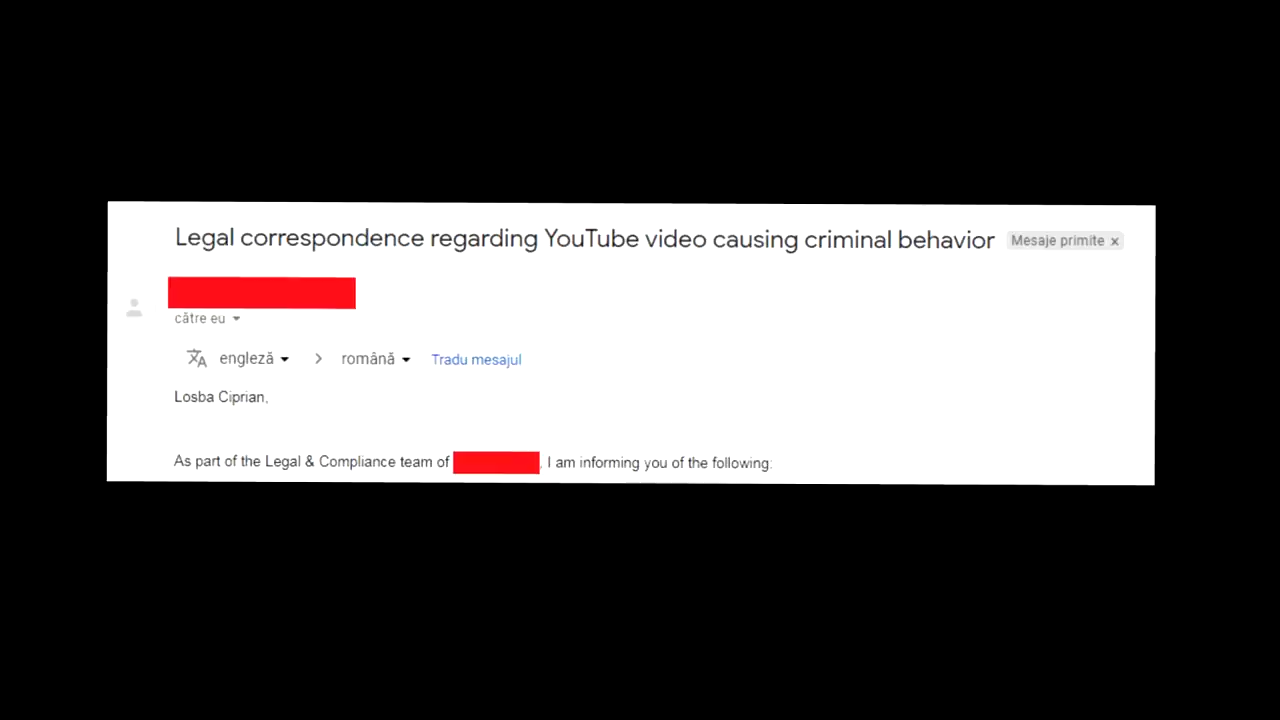 Legal correspondence regarding YouTube video causing criminal behavior Mesaje primite x
către eu
engleză > română Tradu mesajul
Losba Ciprian,
As part of the Legal & Compliance team of , I am informing you of the following: